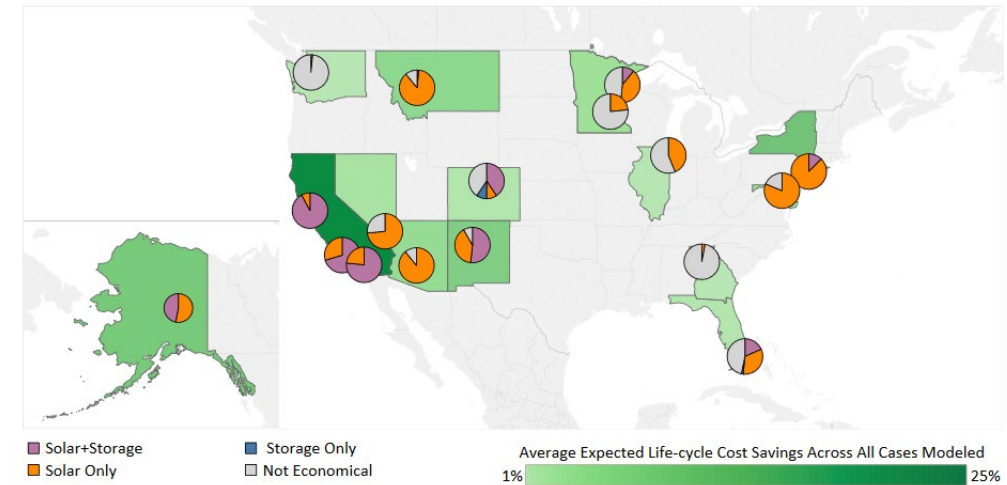 Solar+Storage
Storage Only
Solar Only
Not Economical
Average Expected Life-cycle Cost Savings Across All Cases Modeled
1%
25%